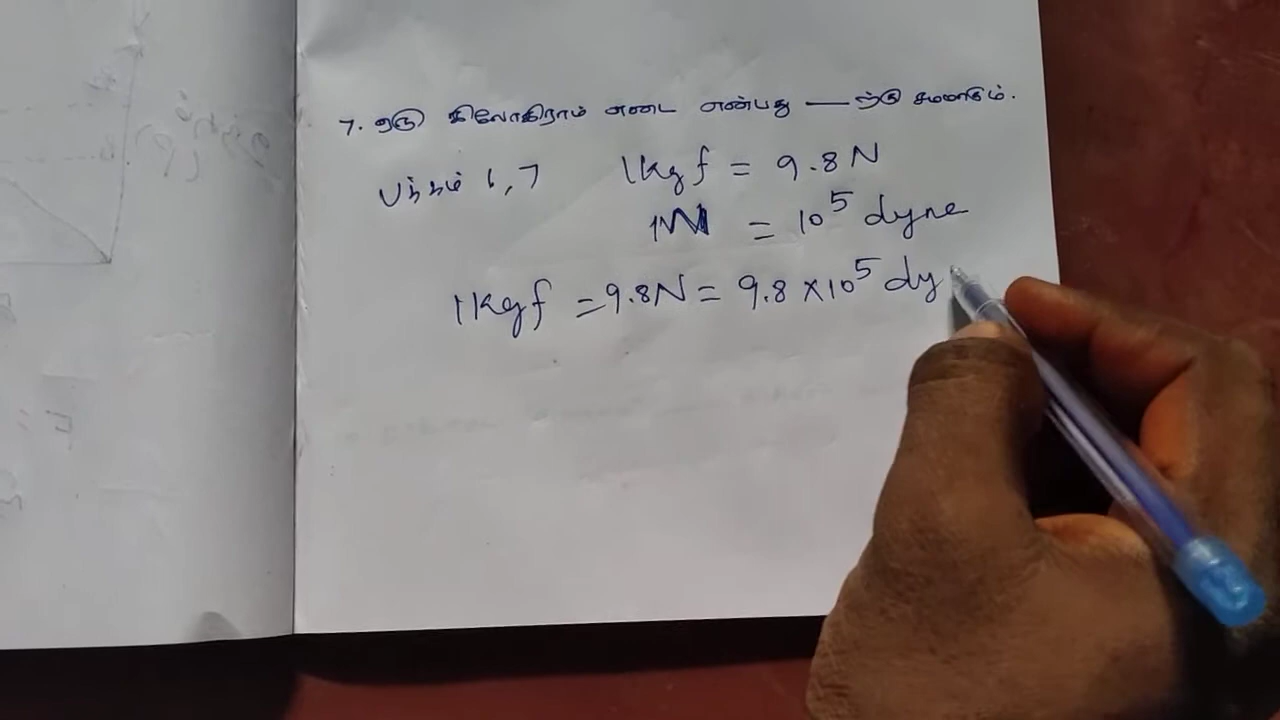 7. ஒரு கிலோகிராம் எடை என்பது — ற்கு சமமாகும்.
பக்கம் 6, 7 1kgf = 9.8 N
1N = 10⁵ dyne
1kgf = 9.8N = 9.8 × 10⁵ dy